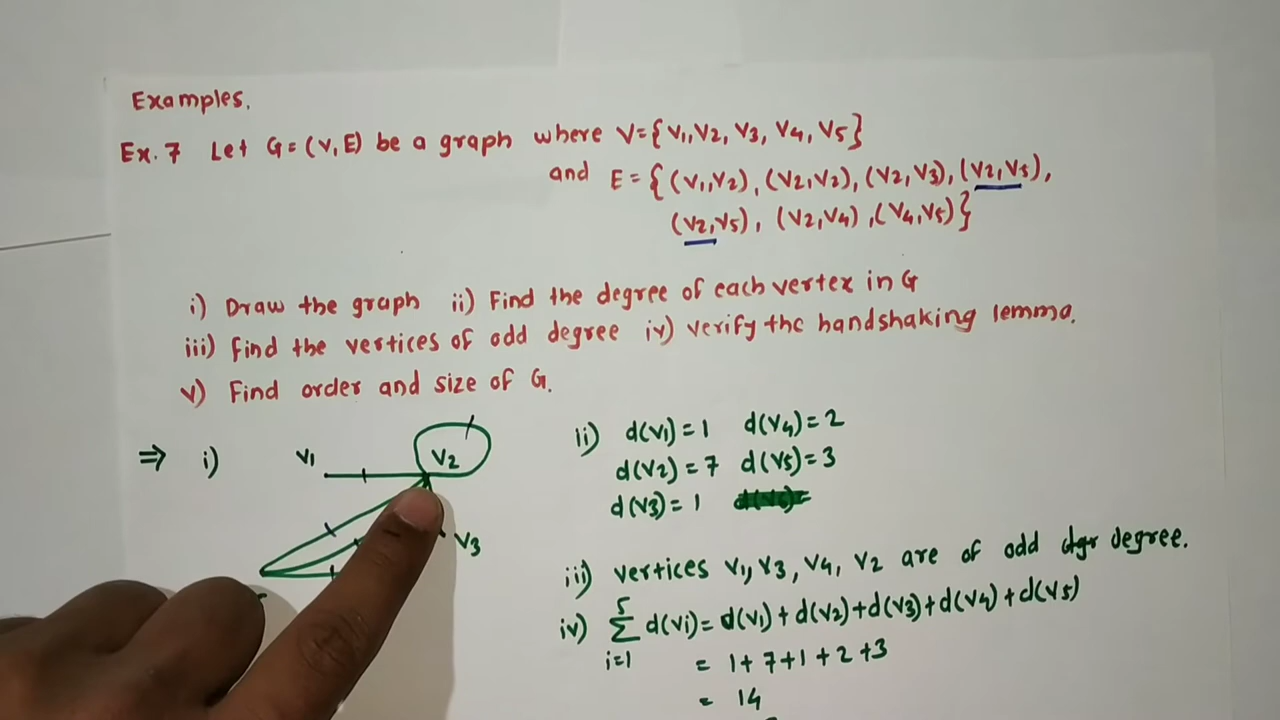 Examples.
Ex. 7 Let G = (V, E) be a graph where V = {V1, V2, V3, V4, V5}
and E = {(V1,V2), (V2,V2), (V2,V3), (V2,V5),
(V2,V5), (V2,V4), (V4,V5)}
i) Draw the graph ii) Find the degree of each vertex in G
iii) Find the vertices of odd degree iv) verify the handshaking lemma.
v) Find order and size of G.
⇒ i) V1 V2
V3
ii) d(V1) = 1 d(V4) = 2
d(V2) = 7 d(V5) = 3
d(V3) = 1
iii) vertices V1, V3, V4, V2 are of odd degree.
iv) 5∑i=1 d(Vi) = d(V1) + d(V2) + d(V3) + d(V4) + d(V5)
= 1 + 7 + 1 + 2 + 3
= 14